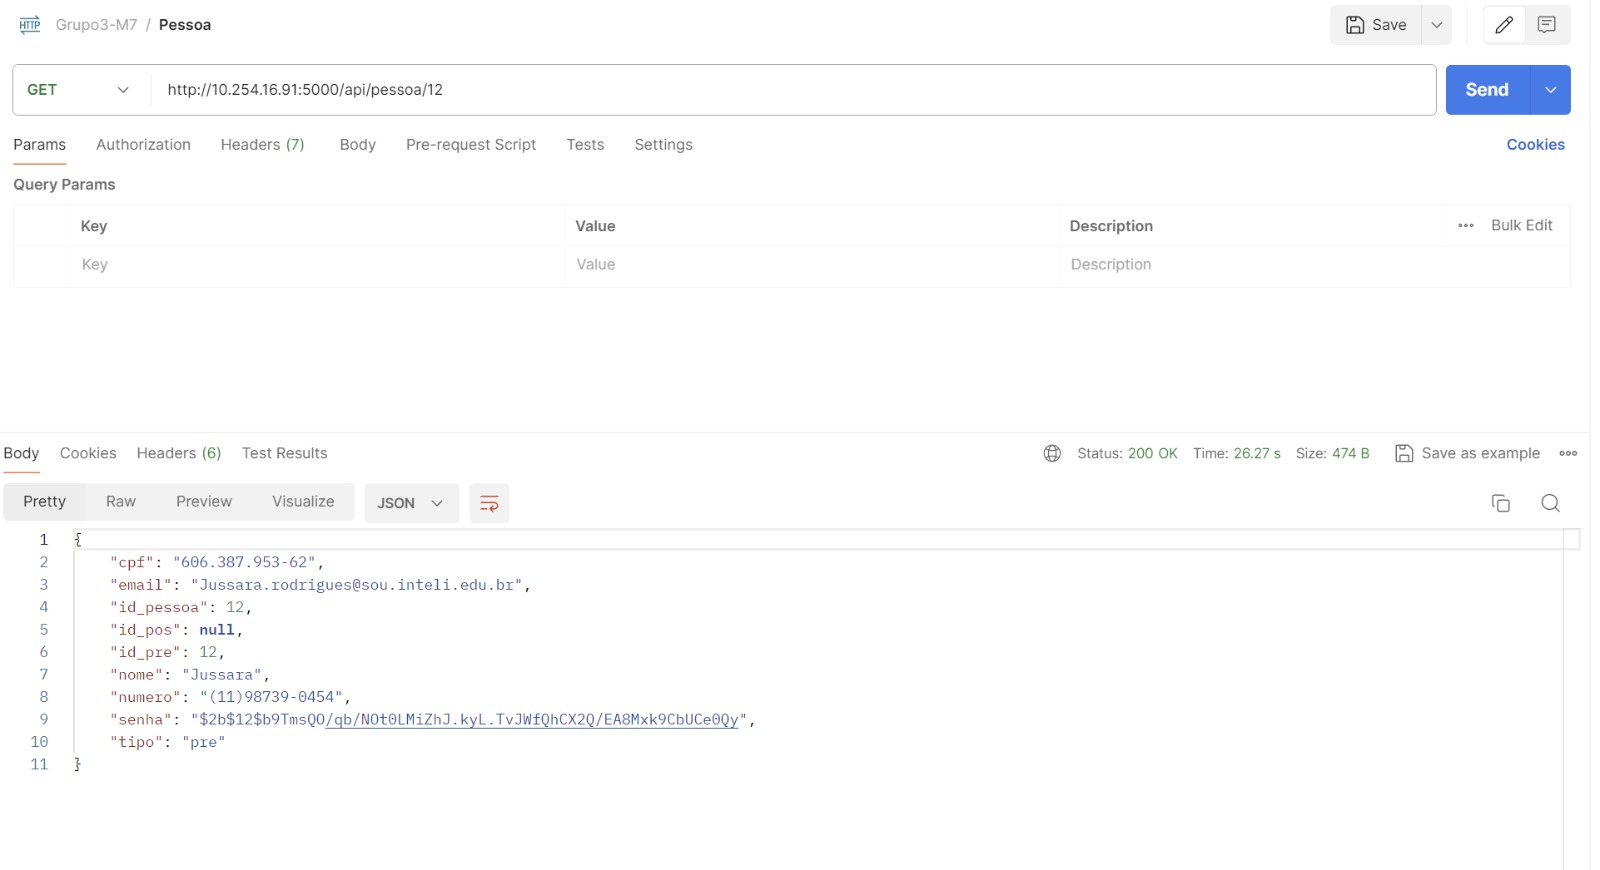 HTTP Grupo3-M7 / Pessoa Save
GET http://10.254.16.91:5000/api/pessoa/12 Send
Params Authorization Headers (7) Body Pre-request Script Tests Settings Cookies
Query Params
Key Value Description ••• Bulk Edit
Key Value Description
Body Cookies Headers (6) Test Results Status: 200 OK Time: 26.27 s Size: 474 B Save as example
Pretty Raw Preview Visualize JSON
1 {
2 "cpf": "606.387.953-62",
3 "email": "Jussara.rodrigues@sou.inteli.edu.br",
4 "id_pessoa": 12,
5 "id_pos": null,
6 "id_pre": 12,
7 "nome": "Jussara",
8 "numero": "(11)98739-0454",
9 "senha": "$2b$12$b9TmsQO/qb/NOt0LMiZhJ.kyL.TvJWfQhCX2Q/EA8Mxk9CbUCe0Qy",
10 "tipo": "pre"
11 }